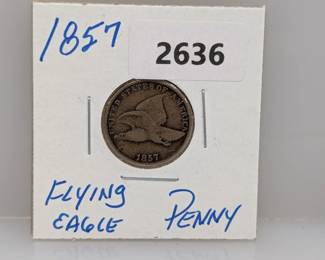 1857
2636
UNITED STATES OF AMERICA
1857
FLYING
EAGLE PENNY